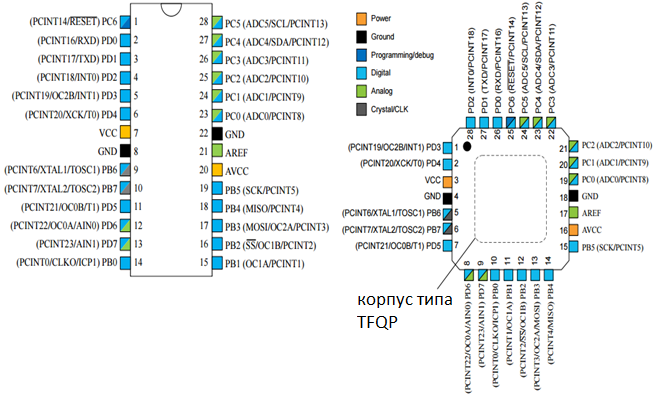 (PCINT14/RESET) PC6 1
(PCINT16/RXD) PD0 2
(PCINT17/TXD) PD1 3
(PCINT18/INT0) PD2 4
(PCINT19/OC2B/INT1) PD3 5
(PCINT20/XCK/T0) PD4 6
VCC 7
GND 8
(PCINT6/XTAL1/TOSC1) PB6 9
(PCINT7/XTAL2/TOSC2) PB7 10
(PCINT21/OC0B/T1) PD5 11
(PCINT22/OC0A/AIN0) PD6 12
(PCINT23/AIN1) PD7 13
(PCINT0/CLKO/ICP1) PB0 14
28 PC5 (ADC5/SCL/PCINT13)
27 PC4 (ADC4/SDA/PCINT12)
26 PC3 (ADC3/PCINT11)
25 PC2 (ADC2/PCINT10)
24 PC1 (ADC1/PCINT9)
23 PC0 (ADC0/PCINT8)
22 GND
21 AREF
20 AVCC
19 PB5 (SCK/PCINT5)
18 PB4 (MISO/PCINT4)
17 PB3 (MOSI/OC2A/PCINT3)
16 PB2 (SS/OC1B/PCINT2)
15 PB1 (OC1A/PCINT1)
Power
Ground
Programming/debug
Digital
Analog
Crystal/CLK
28 PD2 (INT0/PCINT18)
27 PD1 (TXD/PCINT17)
26 PD0 (RXD/PCINT16)
25 PC6 (RESET/PCINT14)
24 PC5 (ADC5/SCL/PCINT13)
23 PC4 (ADC4/SDA/PCINT12)
22 PC3 (ADC3/PCINT11)
(PCINT19/OC2B/INT1) PD3 1
(PCINT20/XCK/T0) PD4 2
VCC 3
GND 4
(PCINT6/XTAL1/TOSC1) PB6 5
(PCINT7/XTAL2/TOSC2) PB7 6
(PCINT21/OC0B/T1) PD5 7
21 PC2 (ADC2/PCINT10)
20 PC1 (ADC1/PCINT9)
19 PC0 (ADC0/PCINT8)
18 GND
17 AREF
16 AVCC
15 PB5 (SCK/PCINT5)
(PCINT22/OC0A/AIN0) PD6 8
(PCINT23/AIN1) PD7 9
(PCINT0/CLKO/ICP1) PB0 10
(PCINT1/OC1A) PB1 11
(PCINT2/SS/OC1B) PB2 12
(PCINT3/OC2A/MOSI) PB3 13
(PCINT4/MISO) PB4 14
корпус типа
TFQP